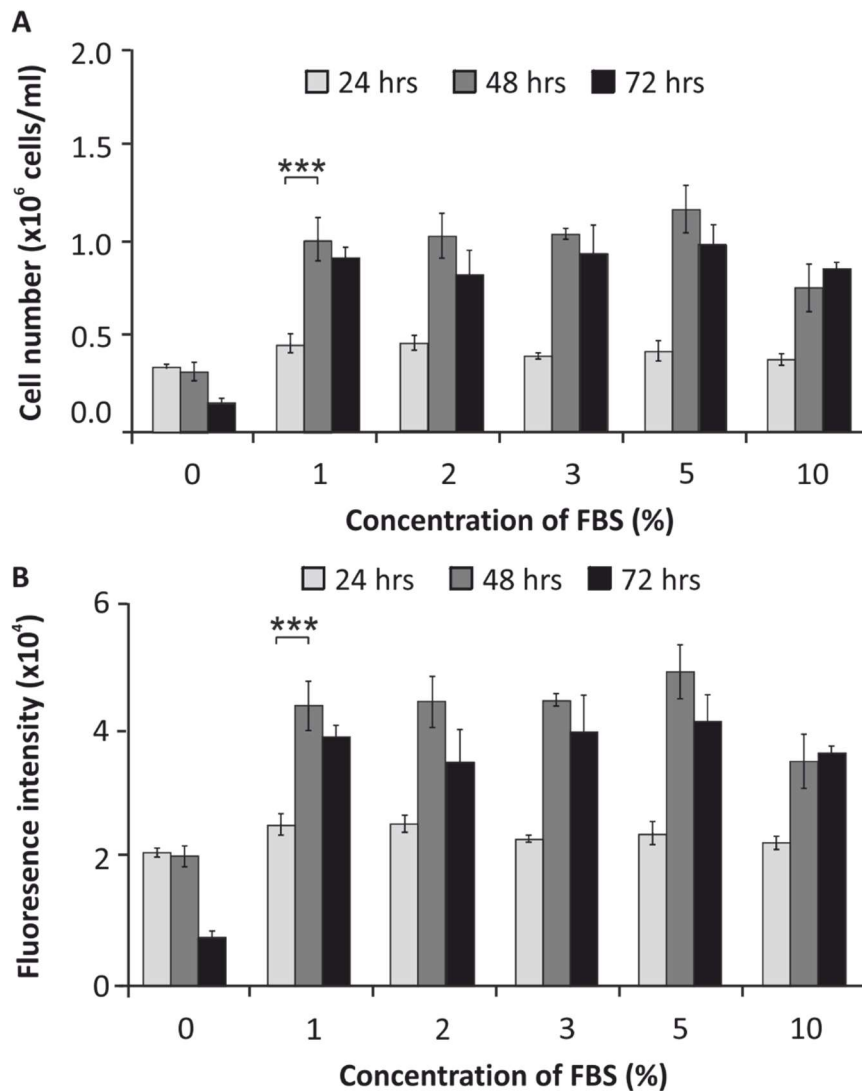 A
2.0
24 hrs 48 hrs 72 hrs
1.5
***
1.0
0.5
0.0
Cell number (x10⁶ cells/ml)
0 1 2 3 5 10
Concentration of FBS (%)
B
24 hrs 48 hrs 72 hrs
6
***
4
2
0
Fluoresence intensity (x10⁴)
0 1 2 3 5 10
Concentration of FBS (%)